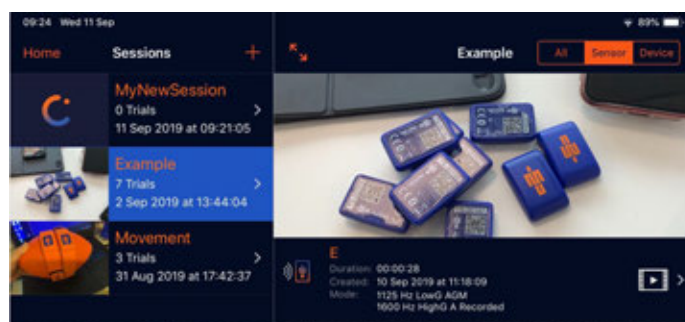 09:24 Wed 11 Sep
89%
Home
Sessions
+
Example
All
Sensor
Device
MyNewSession
0 Trials
11 Sep 2019 at 09:21:05
Example
7 Trials
2 Sep 2019 at 13:44:04
Movement
3 Trials
31 Aug 2019 at 17:42:37
E
Duration: 00:00:28
Created: 10 Sep 2019 at 11:18:09
Mode: 1125 Hz LowG AGM
1600 Hz HighG A Recorded